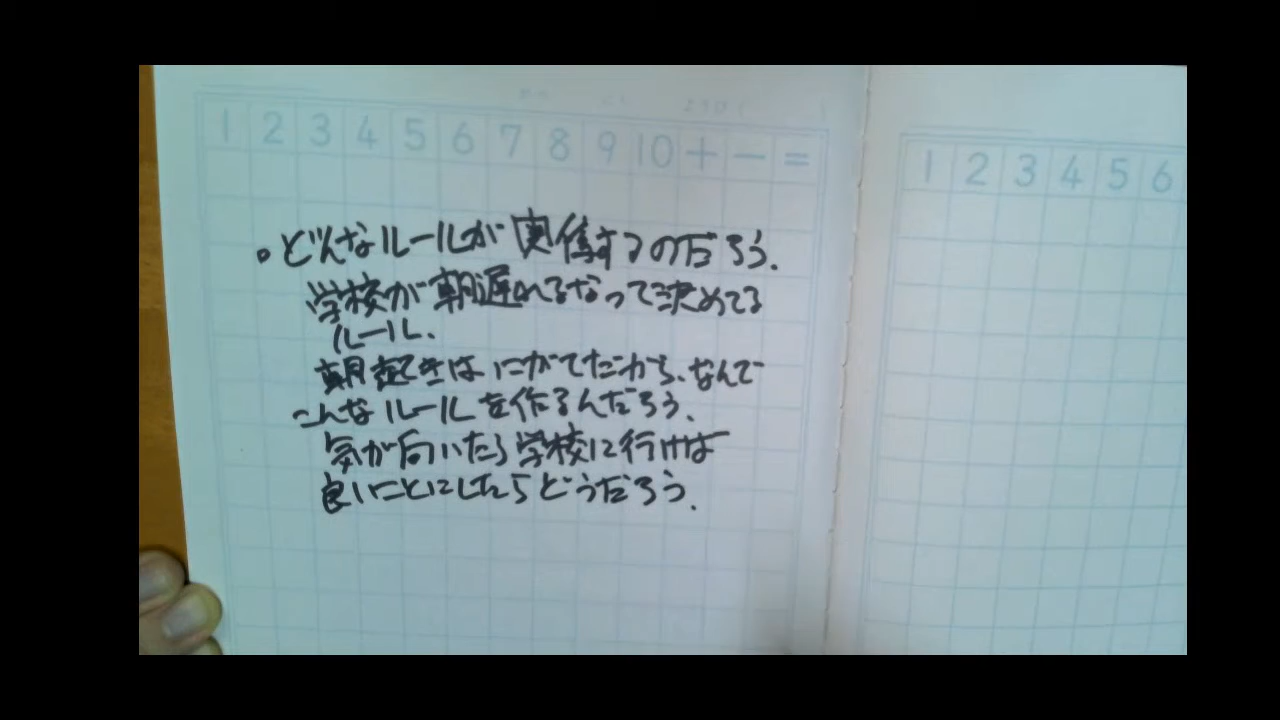 1 2 3 4 5 6 7 8 9 10 + − =
1 2 3 4 5 6
。どんなルールが するのだろう.
学校が朝遅れるなって決めてる
ルール.
朝起きはにがてだから、なんで
こんなルールを作るんだろう.
気が向いたら学校に行けば
良いことにしたらどうだろう.